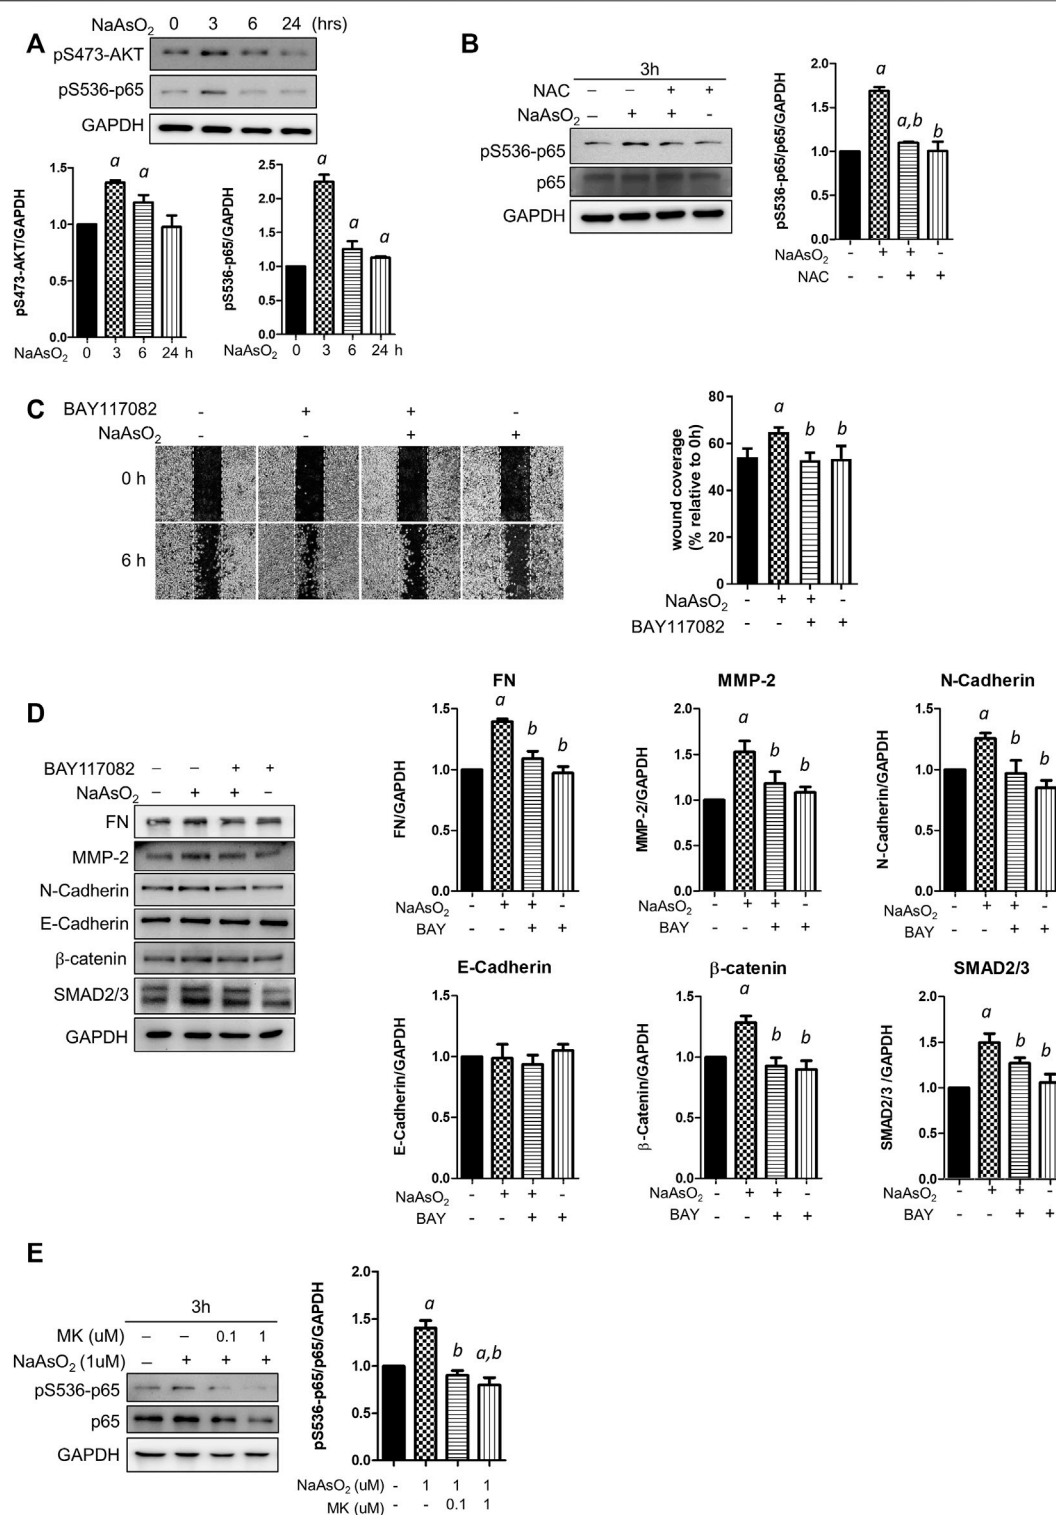 A
NaAsO2 0 3 6 24 (hrs)
pS473-AKT
pS536-p65
GAPDH
pS473-AKT/GAPDH
1.5
1.0
0.5
0.0
a
a
NaAsO2 0 3 6 24 h
pS536-p65/GAPDH
2.5
2.0
1.5
1.0
0.5
0.0
a
a
a
NaAsO2 0 3 6 24 h
B
3h
NAC – – + +
NaAsO2 – + + -
pS536-p65
p65
GAPDH
pS536-p65/p65/GAPDH
2.0
1.5
1.0
0.5
0.0
a
a,b
b
NaAsO2 - + + -
NAC - - + +
C
BAY117082 - + + -
NaAsO2 - - + +
0 h
6 h
wound coverage
(% relative to 0h)
80
60
40
20
0
a
b
b
NaAsO2 - + + -
BAY117082 - - + +
D
BAY117082 – – + +
NaAsO2 – + + –
FN
MMP-2
N-Cadherin
E-Cadherin
β-catenin
SMAD2/3
GAPDH
FN
FN/GAPDH
1.5
1.0
0.5
0.0
a
b
b
NaAsO2 - + + -
BAY - - + +
MMP-2
MMP-2/GAPDH
2.0
1.5
1.0
0.5
0.0
a
b
b
NaAsO2 - + + -
BAY - - + +
N-Cadherin
N-Cadherin/GAPDH
1.5
1.0
0.5
0.0
a
b
b
NaAsO2 - + + -
BAY - - + +
E-Cadherin
E-Cadherin/GAPDH
1.5
1.0
0.5
0.0
NaAsO2 - + + -
BAY - - + +
β-catenin
β-Catenin/GAPDH
1.5
1.0
0.5
0.0
a
b
b
NaAsO2 - + + -
BAY - - + +
SMAD2/3
SMAD2/3 /GAPDH
2.0
1.5
1.0
0.5
0.0
a
b
b
NaAsO2 - + + -
BAY - - + +
E
3h
MK (uM) – – 0.1 1
NaAsO2 (1uM) – + + +
pS536-p65
p65
GAPDH
pS536-p65/p65/GAPDH
2.0
1.5
1.0
0.5
0.0
a
b
a,b
NaAsO2 (uM) - 1 1 1
MK (uM) - - 0.1 1